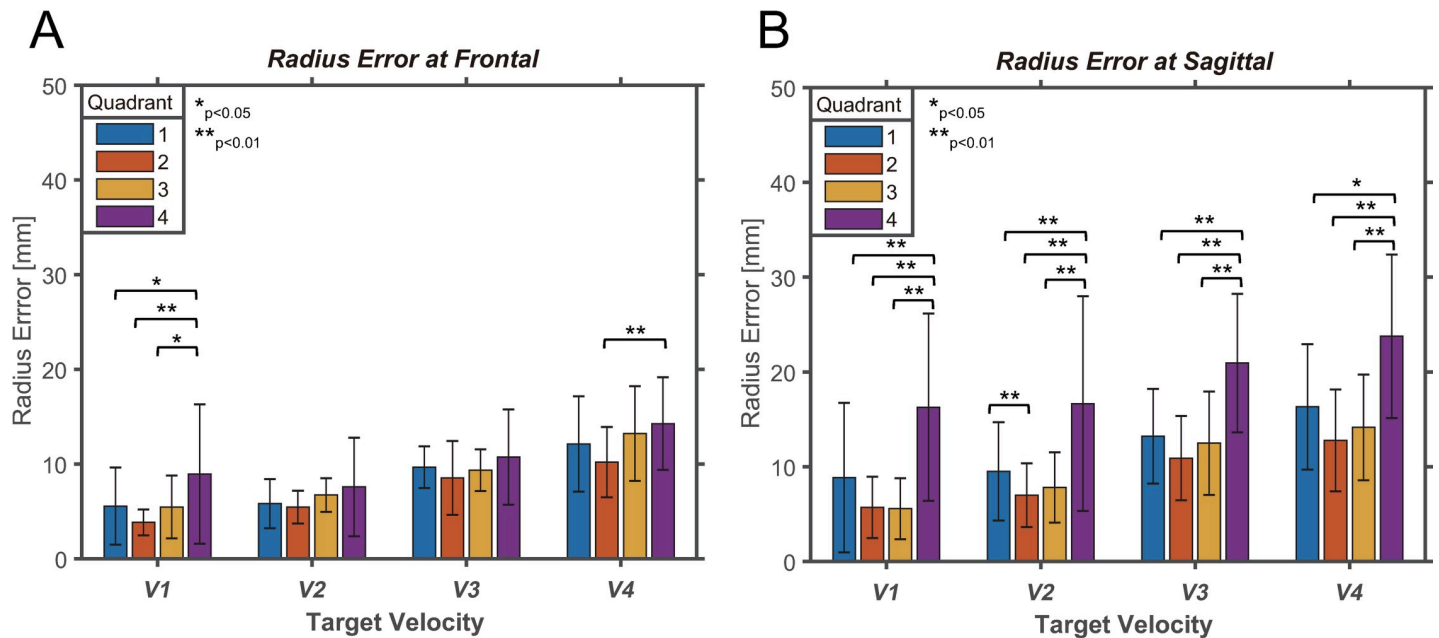 A
Radius Error at Frontal
50
40
30
20
10
0
Radius Errror [mm]
Quadrant
1
2
3
4
*p<0.05
**p<0.01
*
**
*
**
V1
V2
V3
V4
Target Velocity
B
Radius Error at Sagittal
50
40
30
20
10
0
Radius Errror [mm]
Quadrant
1
2
3
4
*p<0.05
**p<0.01
**
**
**
**
**
**
**
**
**
**
*
**
**
V1
V2
V3
V4
Target Velocity